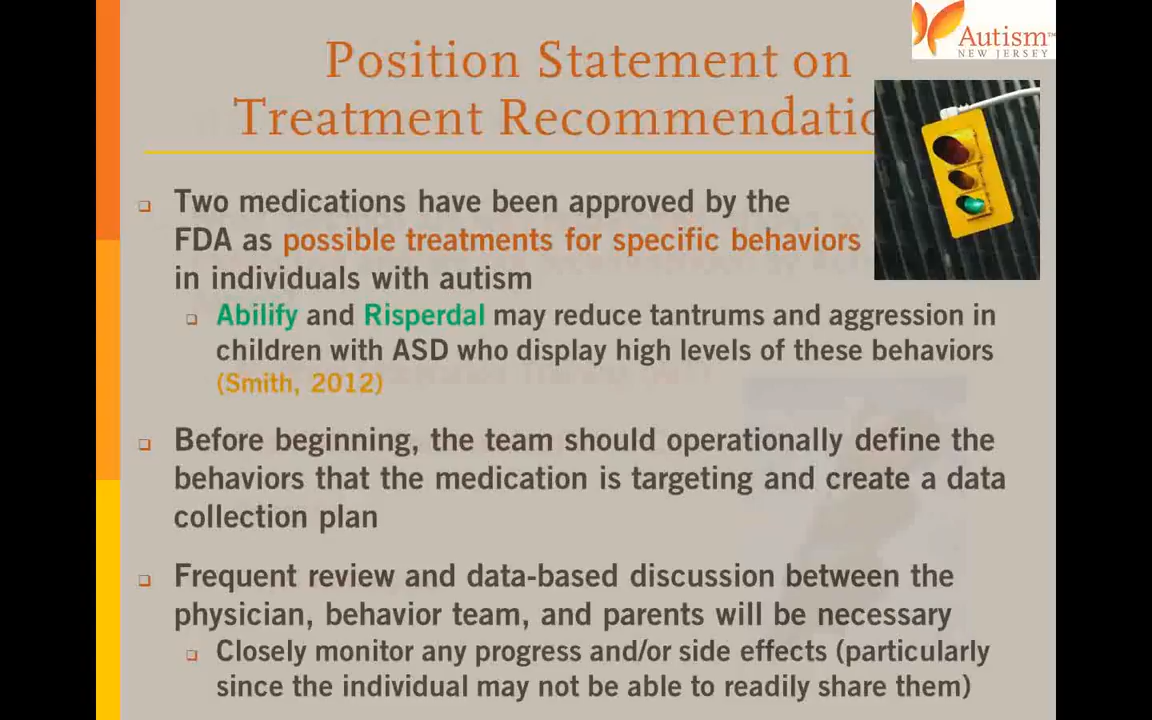 Autism™
NEW JERSEY
Position Statement on
Treatment Recommendatio
Two medications have been approved by the
FDA as possible treatments for specific behaviors
in individuals with autism
Abilify and Risperdal may reduce tantrums and aggression in
children with ASD who display high levels of these behaviors
(Smith, 2012)
Before beginning, the team should operationally define the
behaviors that the medication is targeting and create a data
collection plan
Frequent review and data-based discussion between the
physician, behavior team, and parents will be necessary
Closely monitor any progress and/or side effects (particularly
since the individual may not be able to readily share them)